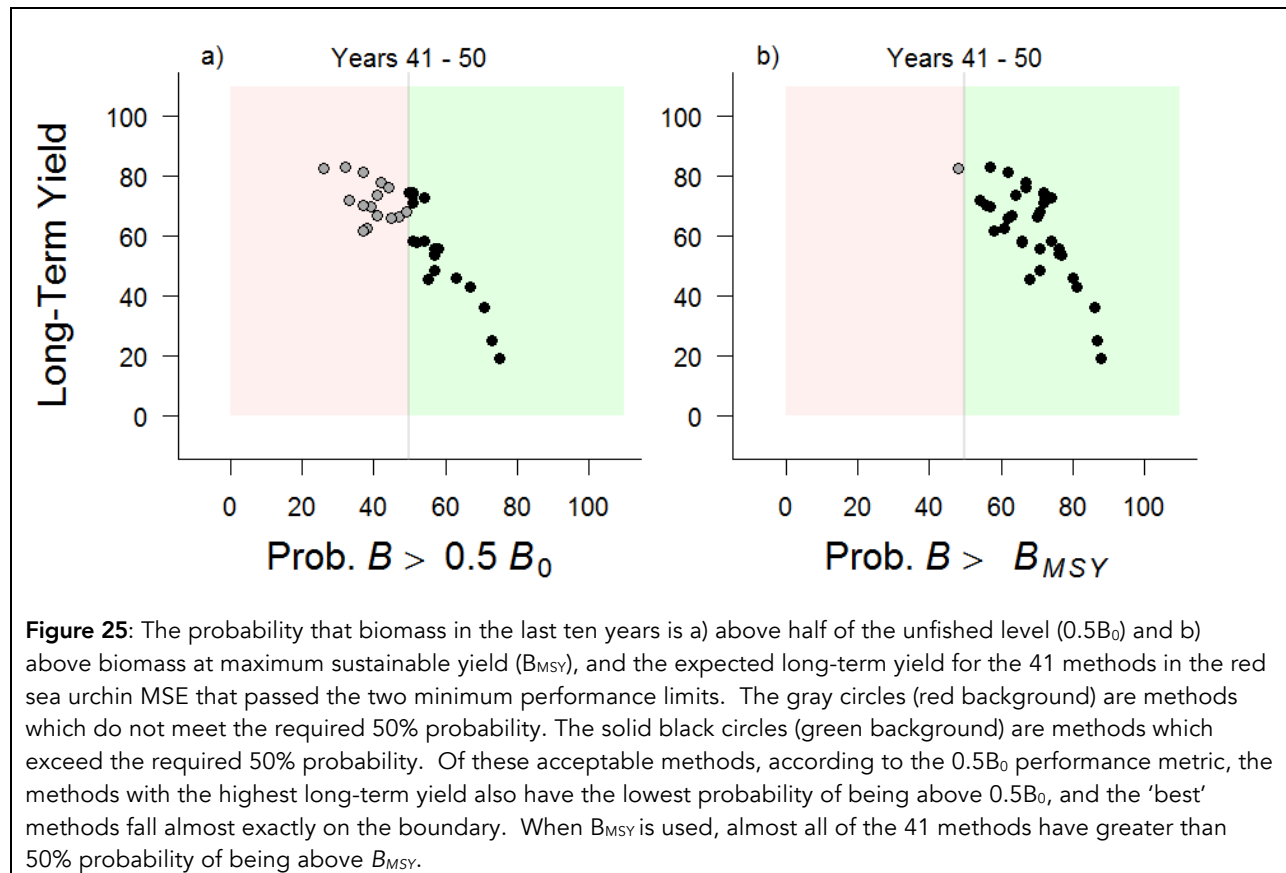 a) Years 41 - 50
b) Years 41 - 50
Long-Term Yield
100
80
60
40
20
0
0 20 40 60 80 100
Prob. B > 0.5 B₀
100
80
60
40
20
0
0 20 40 60 80 100
Prob. B > B_MSY
Figure 25: The probability that biomass in the last ten years is a) above half of the unfished level (0.5B₀) and b)
above biomass at maximum sustainable yield (B_MSY), and the expected long-term yield for the 41 methods in the red
sea urchin MSE that passed the two minimum performance limits. The gray circles (red background) are methods
which do not meet the required 50% probability. The solid black circles (green background) are methods which
exceed the required 50% probability. Of these acceptable methods, according to the 0.5B₀ performance metric, the
methods with the highest long-term yield also have the lowest probability of being above 0.5B₀, and the ‘best’
methods fall almost exactly on the boundary. When B_MSY is used, almost all of the 41 methods have greater than
50% probability of being above B_MSY.